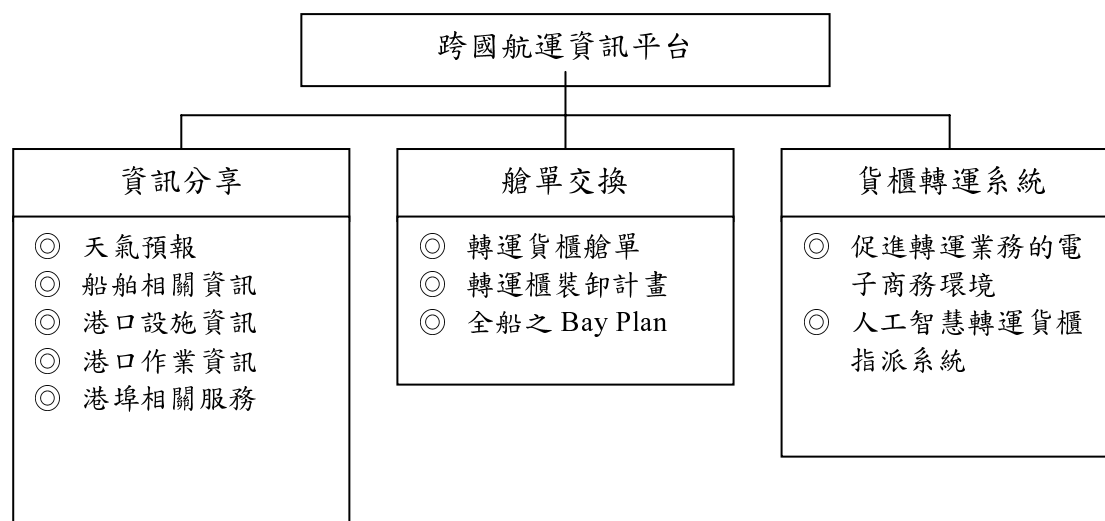 跨國航運資訊平台
資訊分享
◎ 天氣預報
◎ 船舶相關資訊
◎ 港口設施資訊
◎ 港口作業資訊
◎ 港埠相關服務
艙單交換
◎ 轉運貨櫃艙單
◎ 轉運櫃裝卸計畫
◎ 全船之 Bay Plan
貨櫃轉運系統
◎ 促進轉運業務的電
子商務環境
◎ 人工智慧轉運貨櫃
指派系統